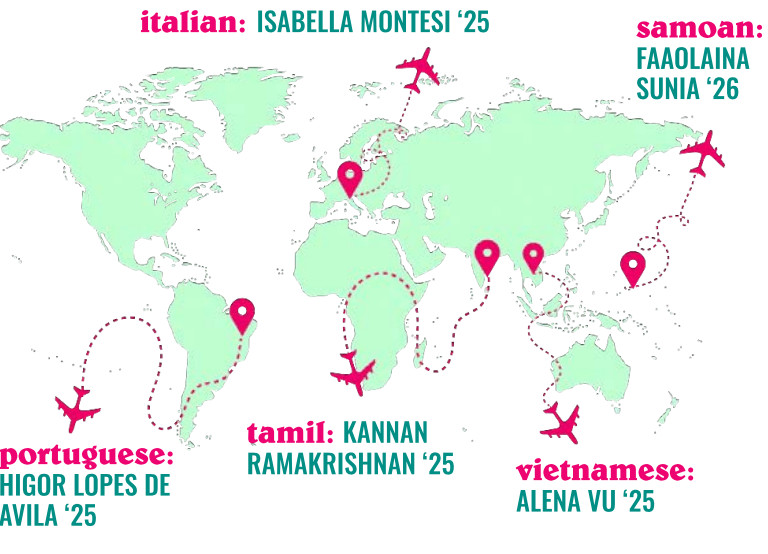 italian: ISABELLA MONTESI ‘25
samoan:
FAAOLAINA
SUNIA ‘26
portuguese:
HIGOR LOPES DE
AVILA ‘25
tamil: KANNAN
RAMAKRISHNAN ‘25
vietnamese:
ALENA VU ‘25